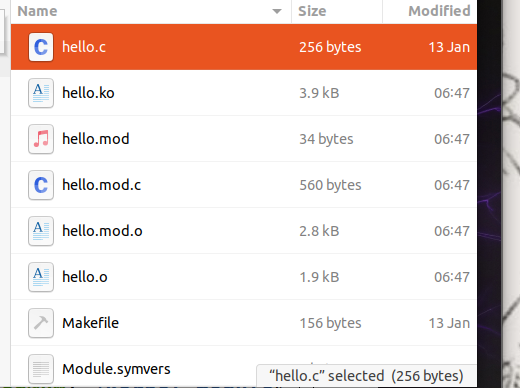 Name Size Modified
hello.c 256 bytes 13 Jan
hello.ko 3.9 kB 06:47
hello.mod 34 bytes 06:47
hello.mod.c 560 bytes 06:47
hello.mod.o 2.8 kB 06:47
hello.o 1.9 kB 06:47
Makefile 156 bytes 13 Jan
Module.symvers
“hello.c” selected (256 bytes)